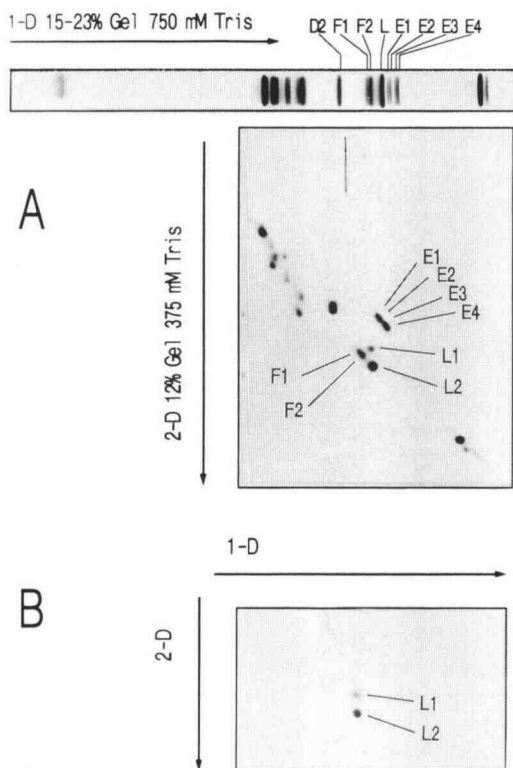 1-D 15-23% Gel 750 mM Tris
D2 F1 F2 L E1 E2 E3 E4
A
2-D 12% Gel 375 mM Tris
E1
E2
E3
E4
L1
F1
L2
F2
1-D
B
2-D
L1
L2